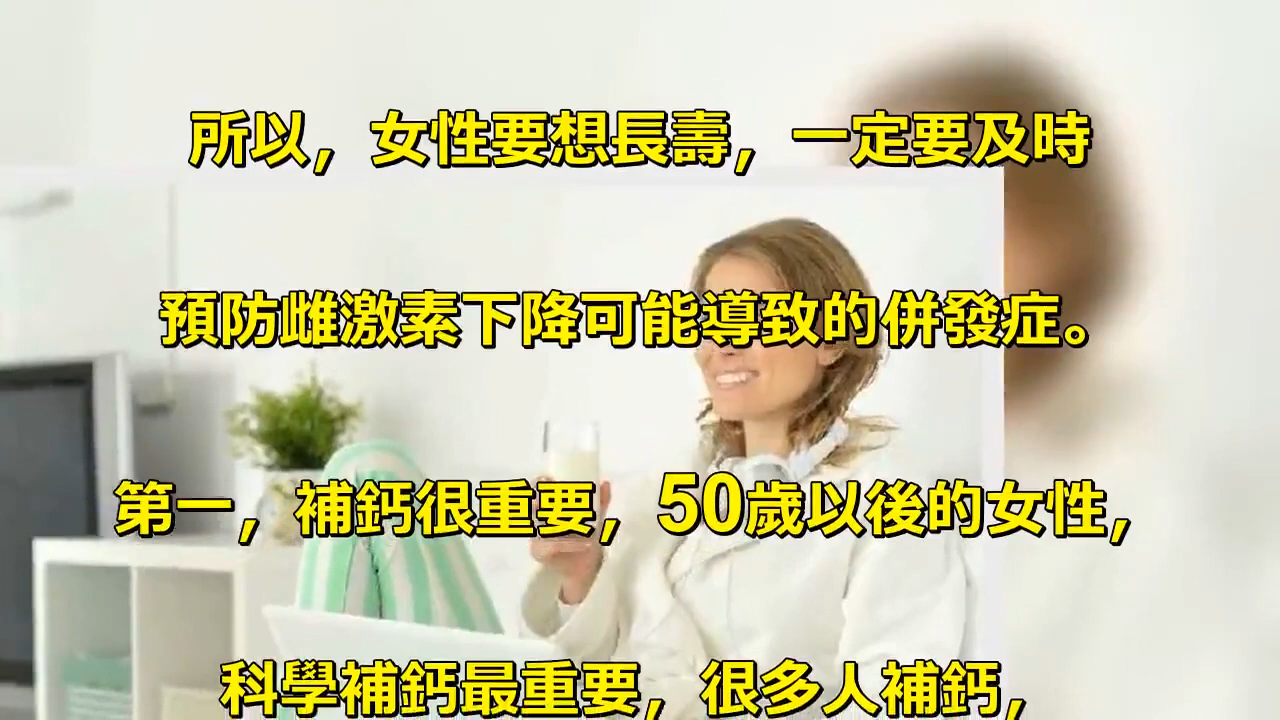 所以，女性要想長壽，一定要及時
預防雌激素下降可能導致的併發症。
第一，補鈣很重要，50歲以後的女性，
科學補鈣最重要，很多人補鈣，